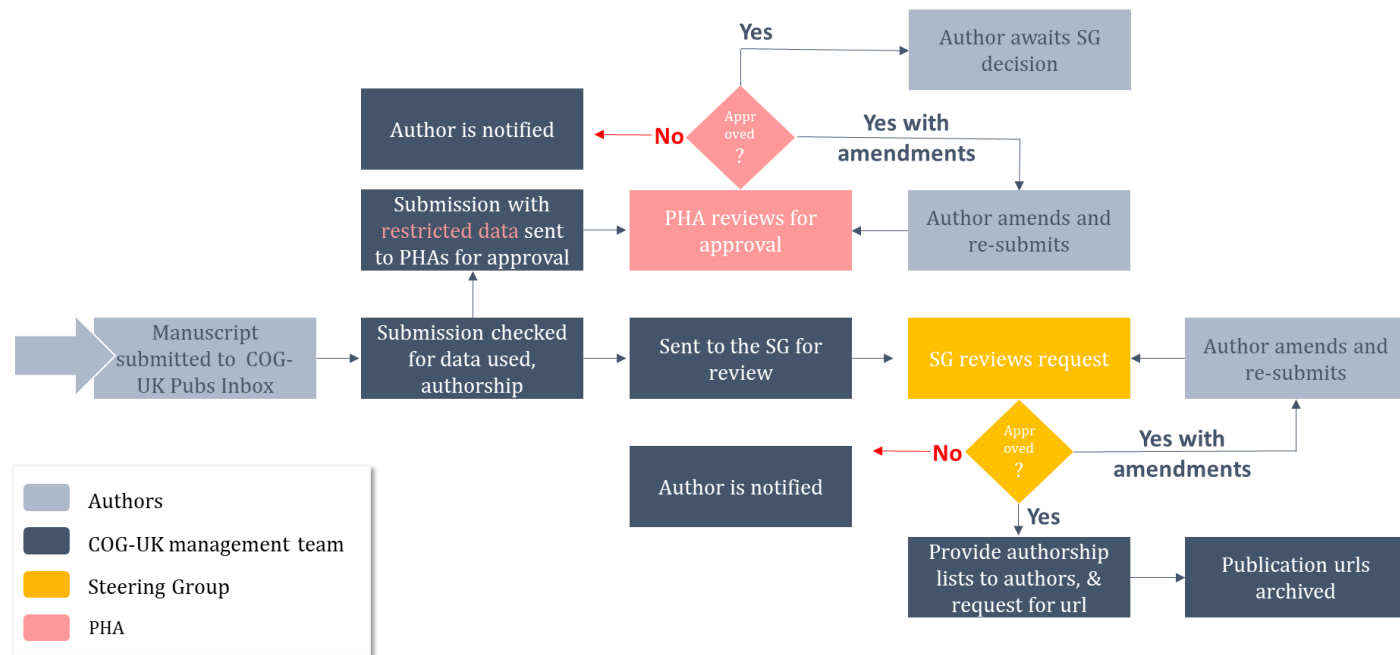 Yes
Author awaits SG
decision
Author is notified
No
Appr
oved
?
Yes with
amendments
Submission with
restricted data sent
to PHAs for approval
PHA reviews for
approval
Author amends and
re-submits
Manuscript
submitted to COG-
UK Pubs Inbox
Submission checked
for data used,
authorship
Sent to the SG for
review
SG reviews request
Author amends and
re-submits
Author is notified
No
Appr
oved
?
Yes with
amendments
Yes
Provide authorship
lists to authors, &
request for url
Publication urls
archived
Authors
COG-UK management team
Steering Group
PHA